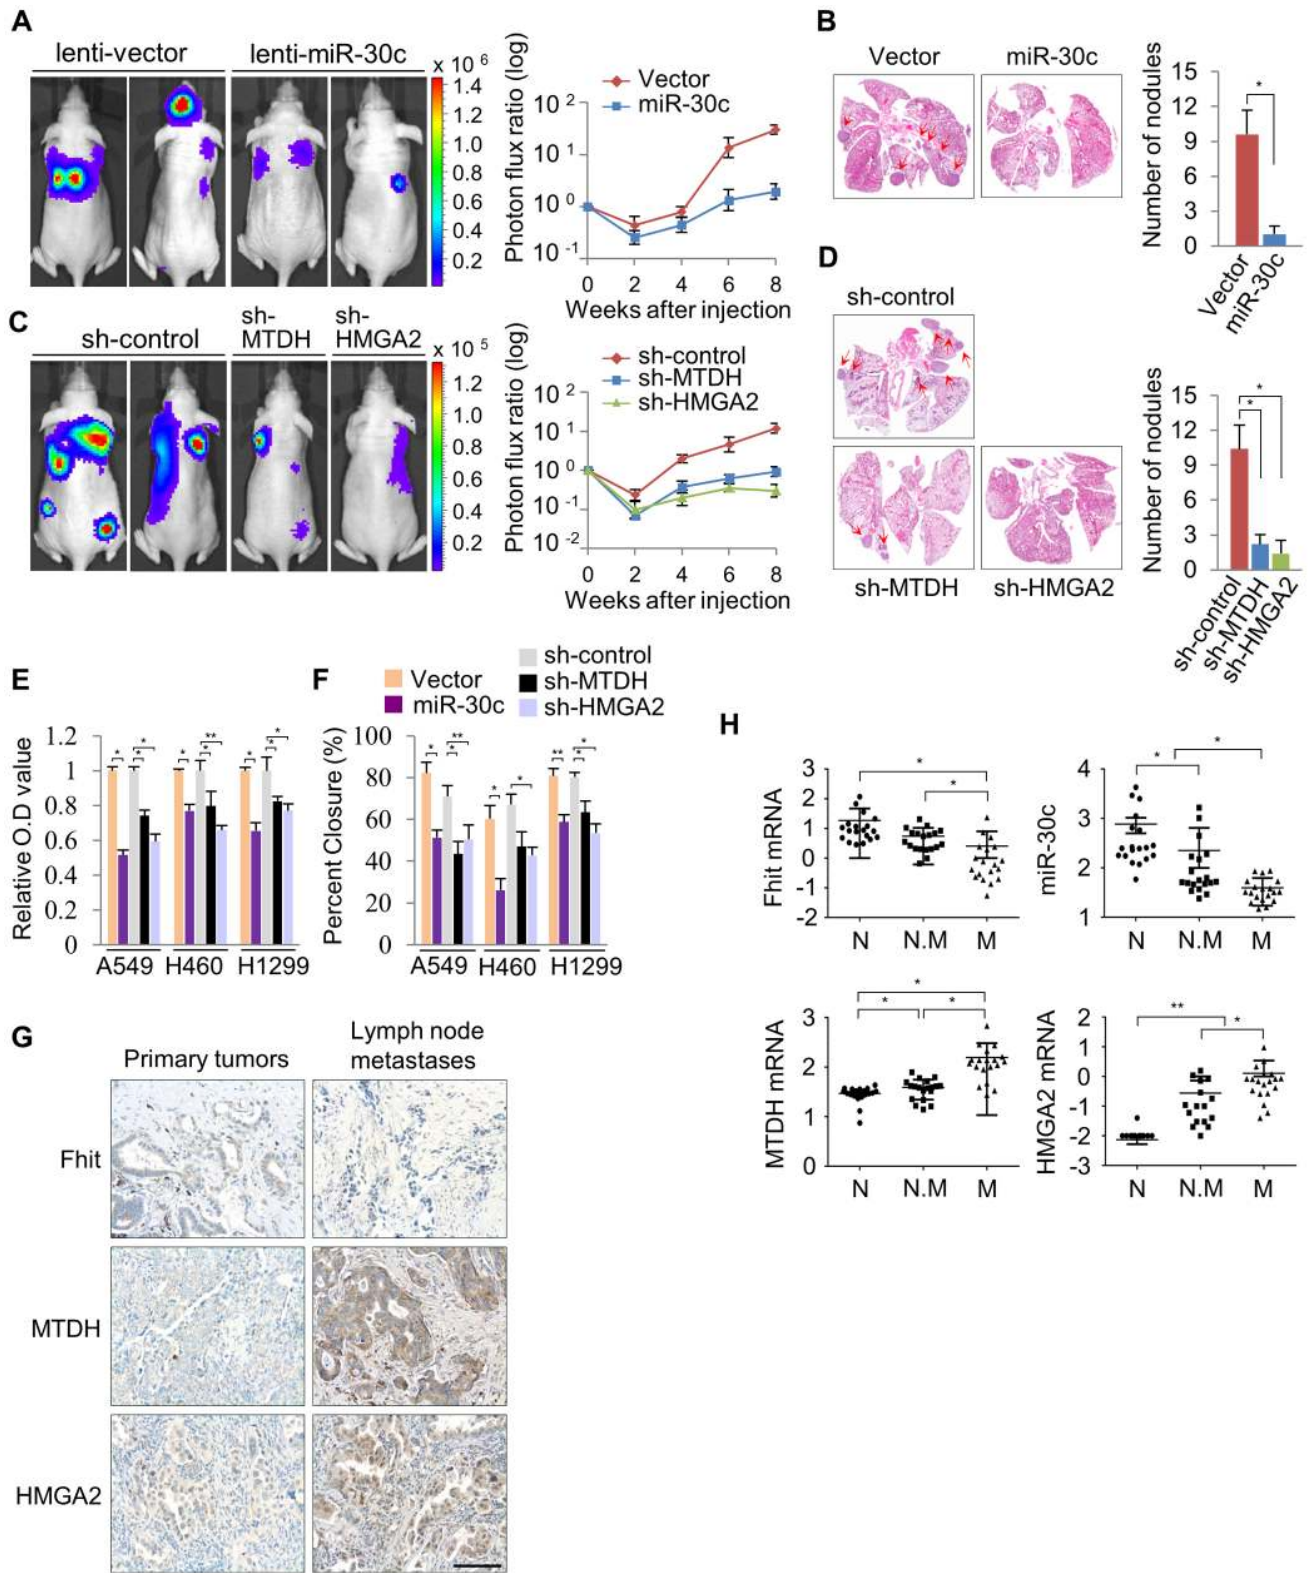 A
lenti-vector
lenti-miR-30c
x 10 6
1.4
1.2
1.0
0.8
0.6
0.4
0.2
Photon flux ratio (log)
Vector
miR-30c
10 2
10 1
10 0
10 -1
0 2 4 6 8
Weeks after injection
B
Vector
miR-30c
Number of nodules
15
12
9
6
3
0
*
Vector
miR-30c
C
sh-control
sh-
MTDH
sh-
HMGA2
x 10 5
1.2
1.0
0.8
0.6
0.4
0.2
Photon flux ratio (log)
sh-control
sh-MTDH
sh-HMGA2
10 2
10 1
10 0
10 -1
10 -2
0 2 4 6 8
Weeks after injection
D
sh-control
sh-MTDH
sh-HMGA2
Number of nodules
15
12
9
6
3
0
*
*
sh-control
sh-MTDH
sh-HMGA2
E
Relative O.D value
1.2
1
0.8
0.6
0.4
0.2
0
* * *
* * **
* * *
A549 H460 H1299
F
Vector
miR-30c
sh-control
sh-MTDH
sh-HMGA2
Percent Closure (%)
100
80
60
40
20
0
* * **
* *
** * *
A549 H460 H1299
G
Primary tumors
Lymph node
metastases
Fhit
MTDH
HMGA2
H
Fhit mRNA
3
2
1
0
-1
-2
*
*
N N.M M
miR-30c
4
3
2
1
* *
N N.M M
MTDH mRNA
3
2
1
0
*
* *
N N.M M
HMGA2 mRNA
2
1
0
-1
-2
-3
**
*
N N.M M